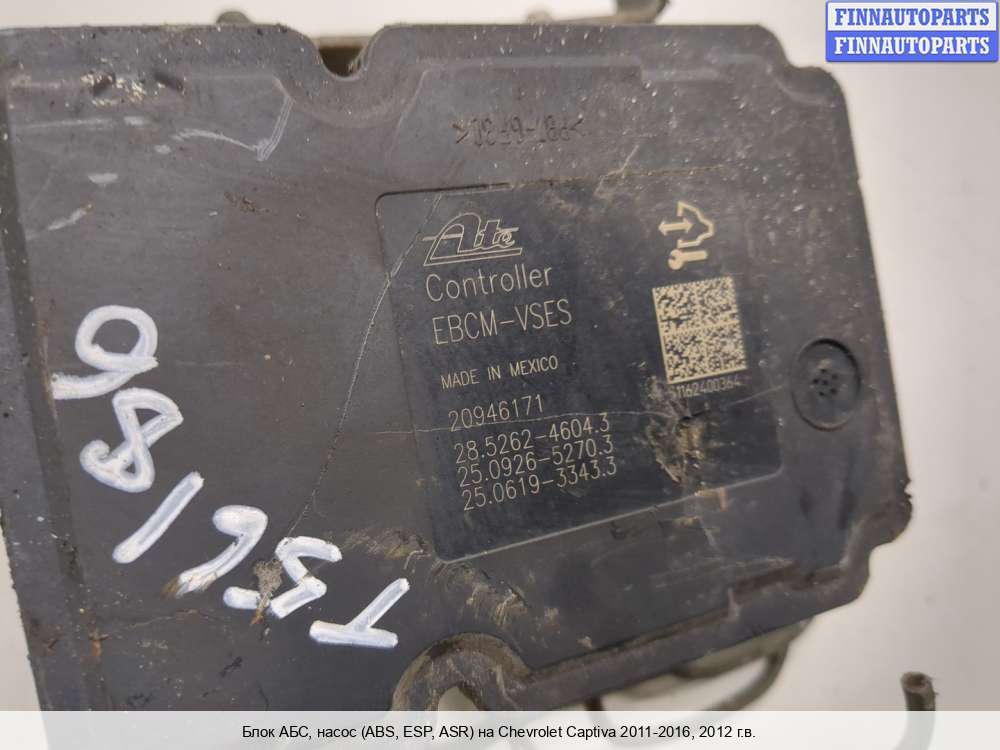 FINNAUTOPARTS
FINNAUTOPARTS
Ate
Controller
EBCM-VSES
MADE IN MEXICO
1162400364
20946171
28.5262-4604.3
25.0926-5270.3
25.0619-3343.3
Блок АБС, насос (ABS, ESP, ASR) на Chevrolet Captiva 2011-2016, 2012 г.в.